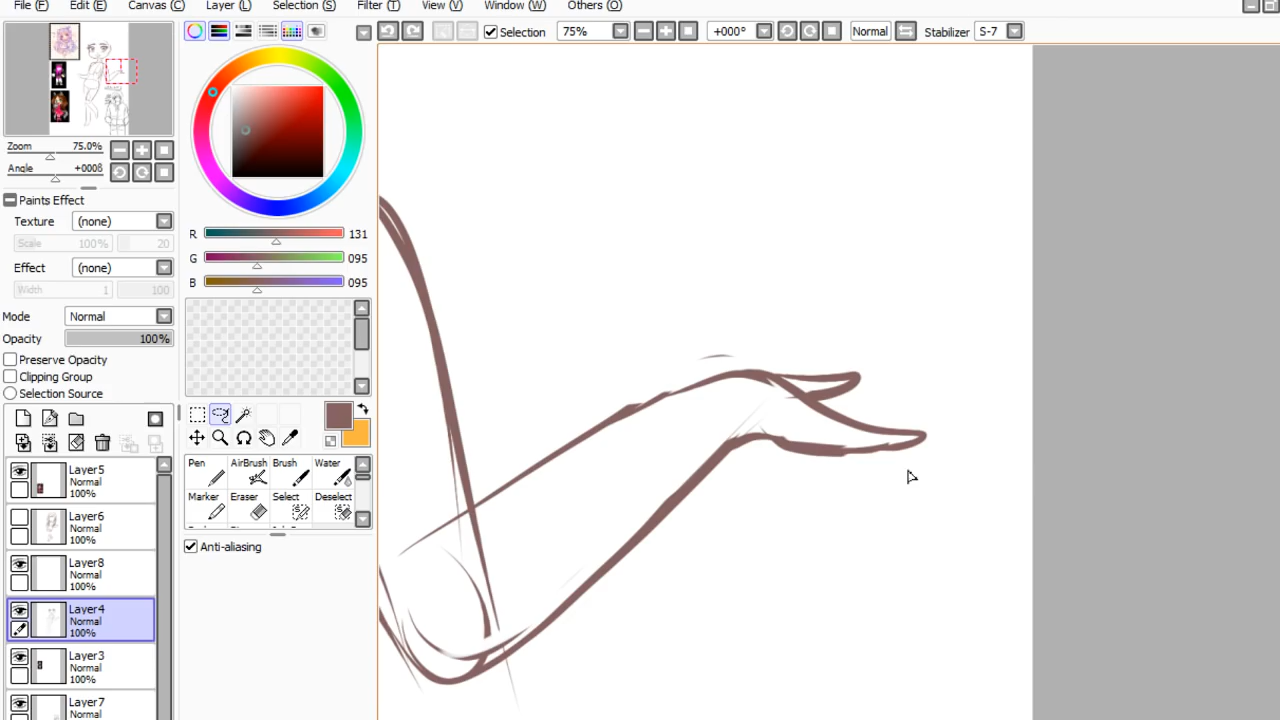 File (F) Edit (E) Canvas (C) Layer (L) Selection (S) Filter (T) View (V) Window (W) Others (O)
Selection 75% +000° Normal Stabilizer S-7
Zoom 75.0%
Angle +000ß
Paints Effect
Texture (none)
Scale 100% 20
Effect (none)
Width 1 100
Mode Normal
Opacity 100%
Preserve Opacity
Clipping Group
Selection Source
Layer5
Normal
100%
Layer6
Normal
100%
Layer8
Normal
100%
Layer4
Normal
100%
Layer3
Normal
100%
Layer7
Normal
R 131
G 095
B 095
Pen AirBrush Brush Water
Marker Eraser Select Deselect
Anti-aliasing